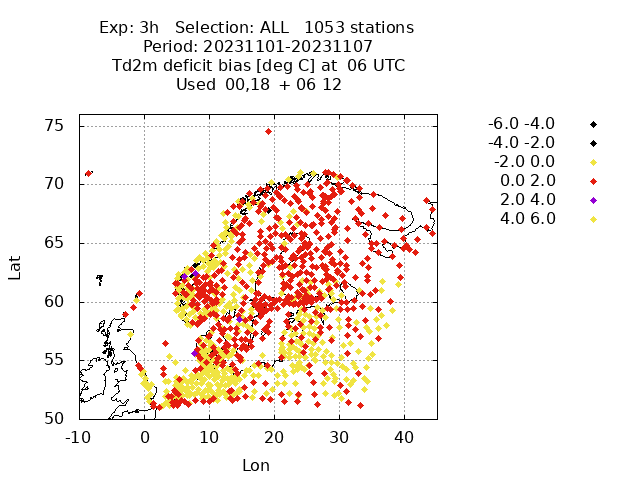 Exp: 3h   Selection: ALL   1053 stations
Period: 20231101-20231107
Td2m deficit bias [deg C] at  06 UTC
Used  00,18  + 06 12
75
70
65
60
55
50
Lat
-10 0 10 20 30 40
Lon
-6.0 -4.0
-4.0 -2.0
-2.0 0.0
0.0 2.0
2.0 4.0
4.0 6.0